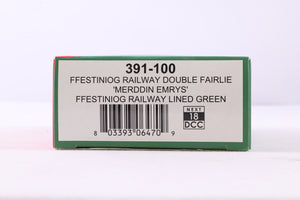 391-100
FFESTINIOG RAILWAY DOUBLE FAIRLIE
'MERDDIN EMRYS'
FFESTINIOG RAILWAY LINED GREEN
NEXT
18
DCC
8 03393 06470 9